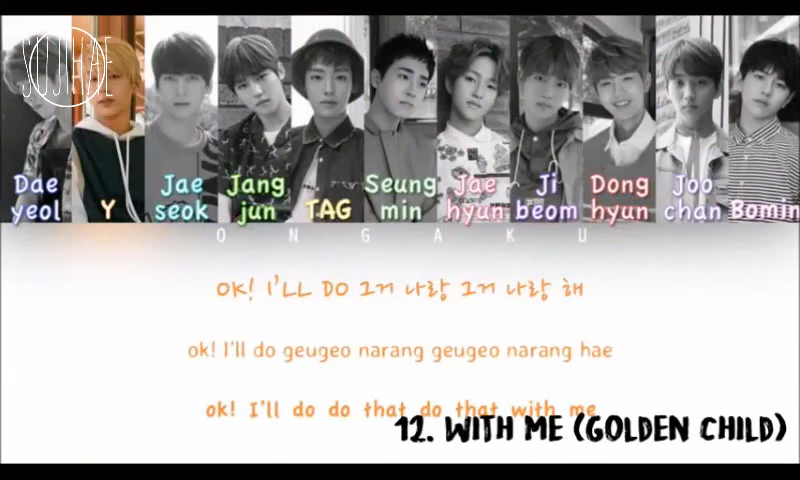 SOJIHAE
Dae yeol
Y
Jae seok
Jang jun
TAG
Seung min
Jae hyun
Ji beom
Dong hyun
Joo chan
Bomin
ONGAKU
OK! I'LL DO 그거 나랑 그거 나랑 해
ok! I'll do geugeo narang geugeo narang hae
ok! I'll do do that do that with me
12. WITH ME (GOLDEN CHILD)